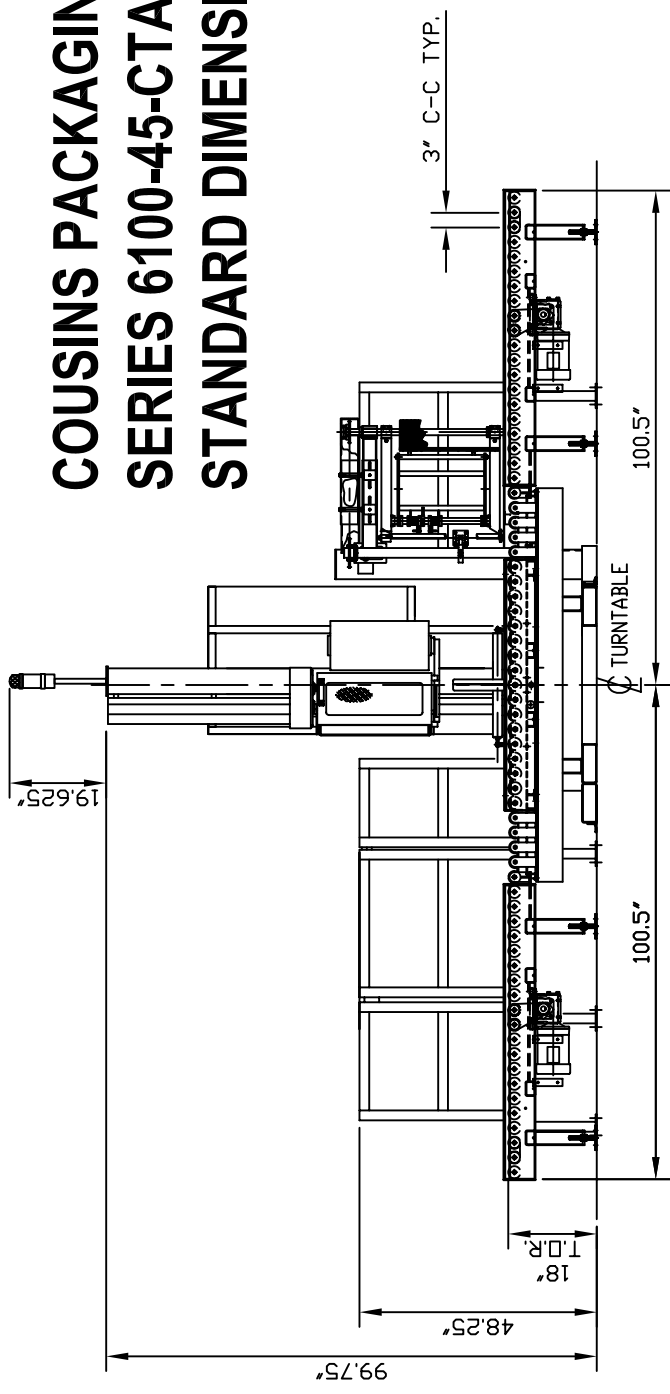 COUSINS PACKAGIN
SERIES 6100-45-CTA
STANDARD DIMENSI
3" C-C TYP.
19.625"
100.5"
℄ TURNTABLE
100.5"
18"
T.O.R.
48.25"
99.75"